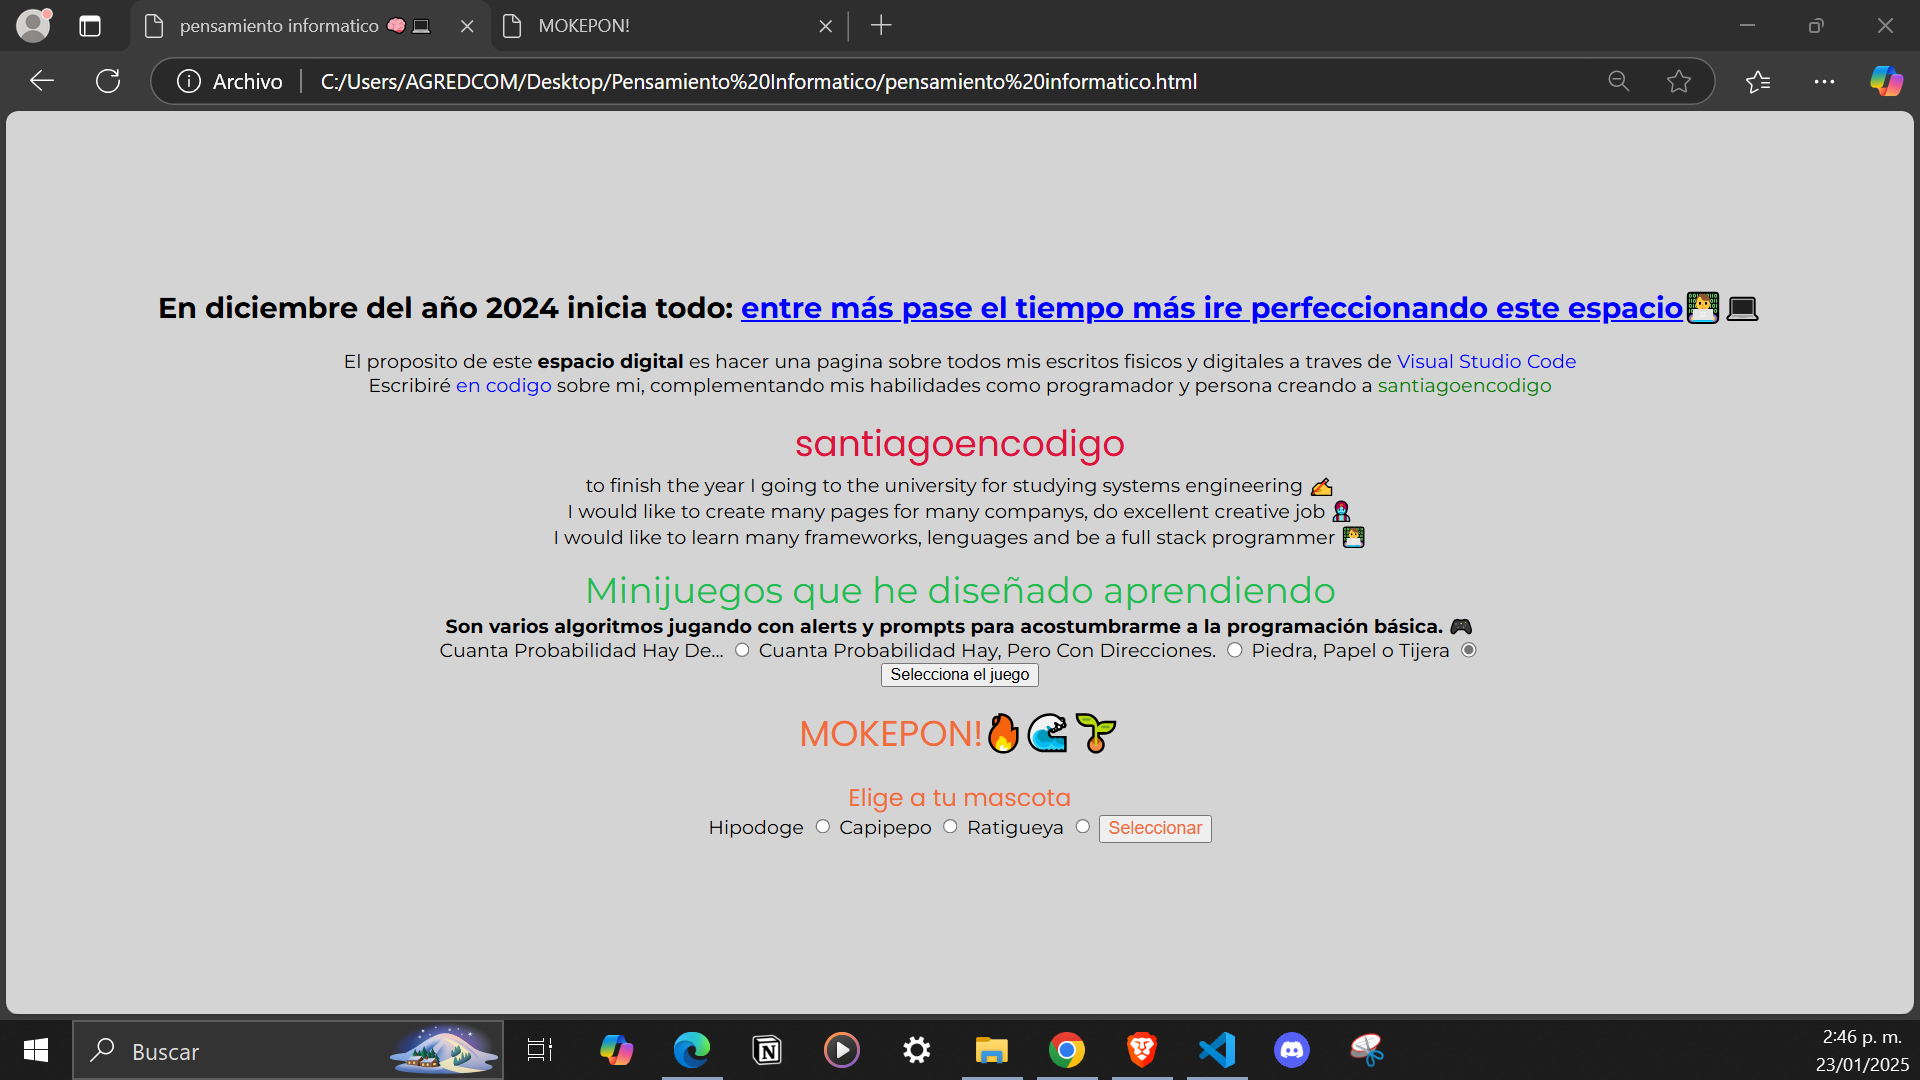 pensamiento informatico 🧠💻
MOKEPON!
Archivo C:/Users/AGREDCOM/Desktop/Pensamiento%20Informatico/pensamiento%20informatico.html
En diciembre del año 2024 inicia todo: entre más pase el tiempo más ire perfeccionando este espacio👨‍💻💻
El proposito de este espacio digital es hacer una pagina sobre todos mis escritos fisicos y digitales a traves de Visual Studio Code
Escribiré en codigo sobre mi, complementando mis habilidades como programador y persona creando a santiagoencodigo
santiagoencodigo
to finish the year I going to the university for studying systems engineering ✍
I would like to create many pages for many companys, do excellent creative job
I would like to learn many frameworks, lenguages and be a full stack programmer 👨‍💻
Minijuegos que he diseñado aprendiendo
Son varios algoritmos jugando con alerts y prompts para acostumbrarme a la programación básica. 🎮
Cuanta Probabilidad Hay De... Cuanta Probabilidad Hay, Pero Con Direcciones. Piedra, Papel o Tijera
Selecciona el juego
MOKEPON!🔥🌊🌱
Elige a tu mascota
Hipodoge Capipepo Ratigueya Seleccionar
Buscar
2:46 p. m.
23/01/2025